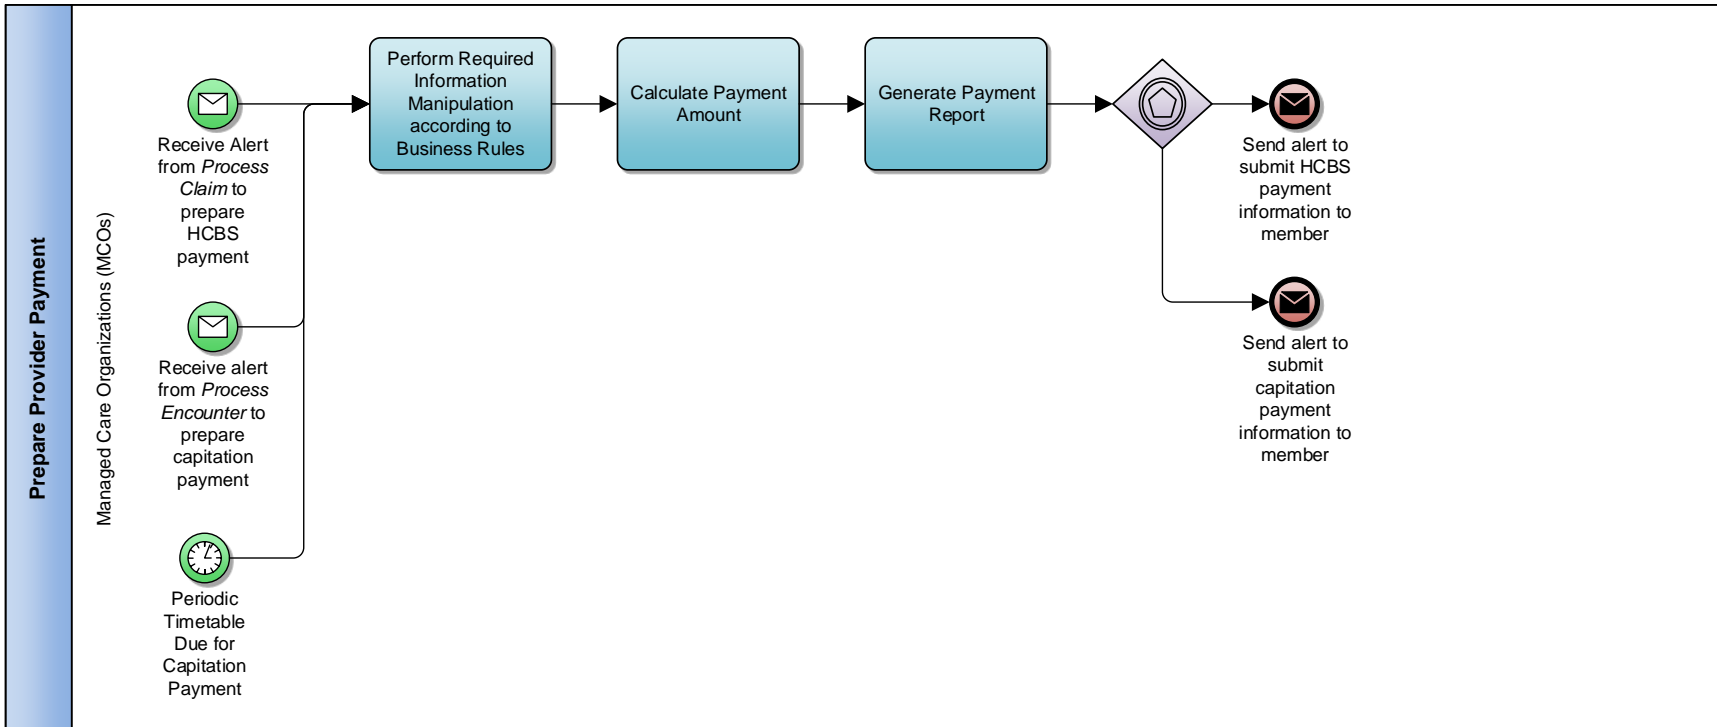 Prepare Provider Payment
Managed Care Organizations (MCOs)
Receive Alert
from Process
Claim to
prepare
HCBS
payment
Receive alert
from Process
Encounter to
prepare
capitation
payment
Periodic
Timetable
Due for
Capitation
Payment
Perform Required
Information
Manipulation
according to
Business Rules
Calculate Payment
Amount
Generate Payment
Report
Send alert to
submit HCBS
payment
information to
member
Send alert to
submit
capitation
payment
information to
member